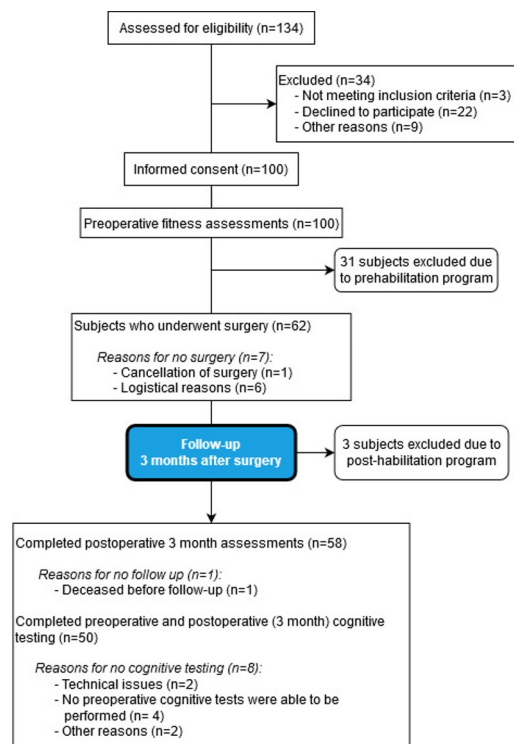 Assessed for eligibility (n=134)
Excluded (n=34)
- Not meeting inclusion criteria (n=3)
- Declined to participate (n=22)
- Other reasons (n=9)
Informed consent (n=100)
Preoperative fitness assessments (n=100)
31 subjects excluded due
to prehabilitation program
Subjects who underwent surgery (n=62)
Reasons for no surgery (n=7):
- Cancellation of surgery (n=1)
- Logistical reasons (n=6)
Follow-up
3 months after surgery
3 subjects excluded due to
post-habilitation program
Completed postoperative 3 month assessments (n=58)
Reasons for no follow up (n=1):
- Deceased before follow-up (n=1)
Completed preoperative and postoperative (3 month) cognitive
testing (n=50)
Reasons for no cognitive testing (n=8):
- Technical issues (n=2)
- No preoperative cognitive tests were able to be
performed (n= 4)
- Other reasons (n=2)